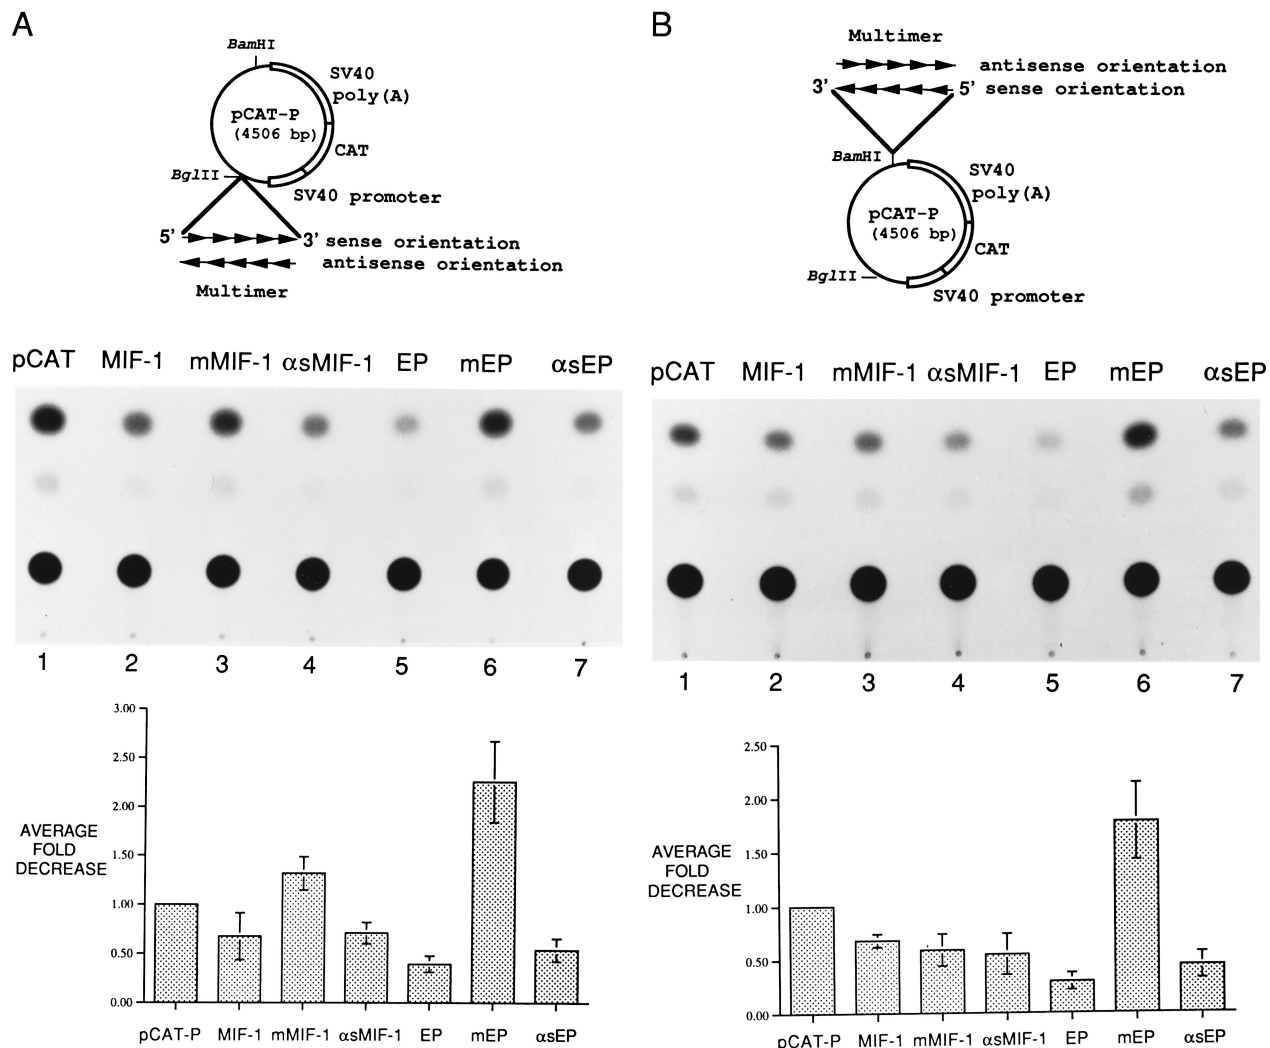 A
BamHI
SV40
poly(A)
pCAT-P
(4506 bp)
CAT
BglII
SV40 promoter
5' 3' sense orientation
antisense orientation
Multimer
pCAT MIF-1 mMIF-1 αsMIF-1 EP mEP αsEP
1 2 3 4 5 6 7
3.00
2.50
2.00
1.50
1.00
0.50
0.00
AVERAGE
FOLD
DECREASE
pCAT-P MIF-1 mMIF-1 αsMIF-1 EP mEP αsEP
B
Multimer
antisense orientation
3' 5' sense orientation
BamHI
SV40
poly(A)
pCAT-P
(4506 bp)
CAT
BglII
SV40 promoter
pCAT MIF-1 mMIF-1 αsMIF-1 EP mEP αsEP
1 2 3 4 5 6 7
2.50
2.00
1.50
1.00
0.50
0.00
AVERAGE
FOLD
DECREASE
pCAT-P MIF-1 mMIF-1 αsMIF-1 EP mEP αsEP